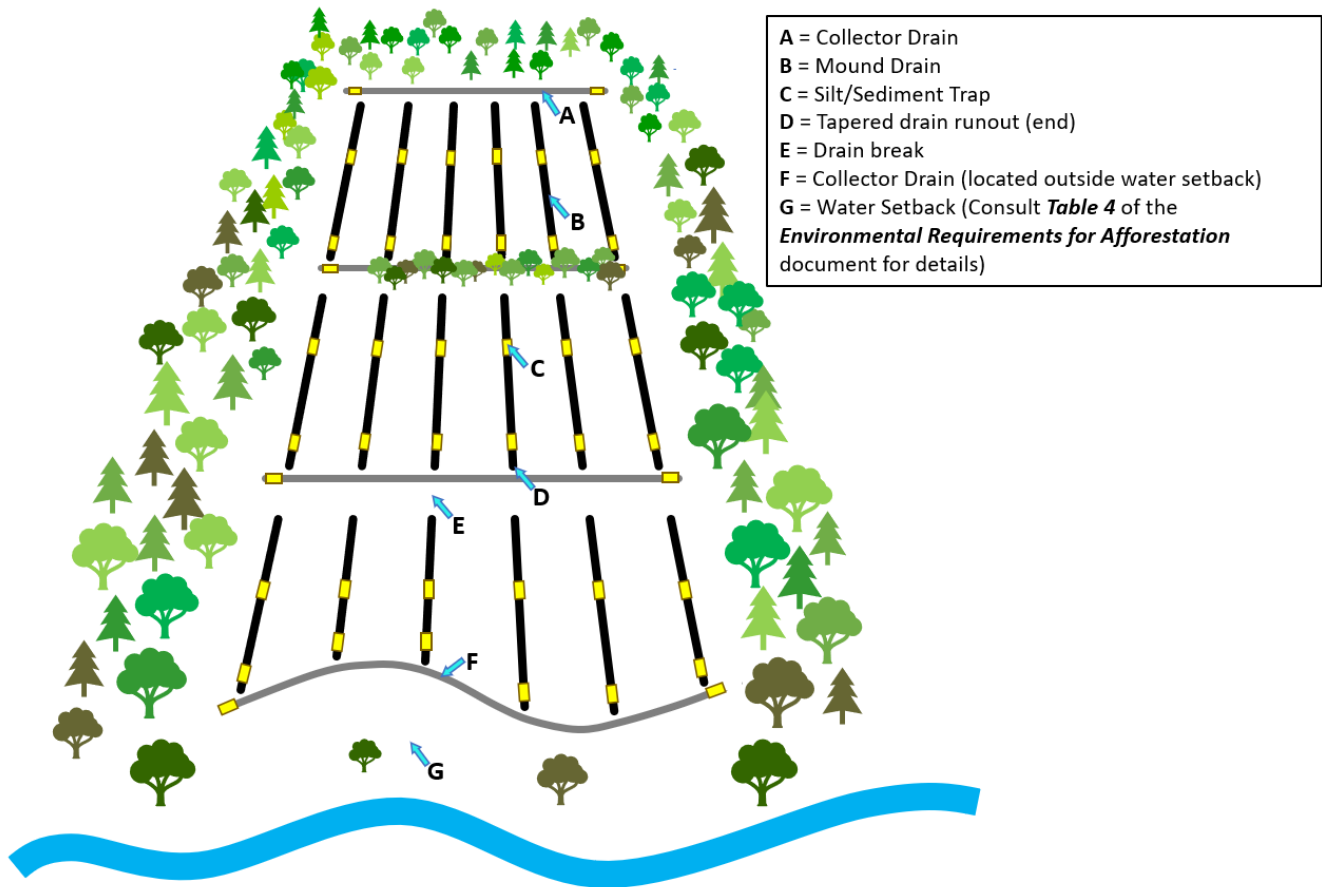 A = Collector Drain
B = Mound Drain
C = Silt/Sediment Trap
D = Tapered drain runout (end)
E = Drain break
F = Collector Drain (located outside water setback)
G = Water Setback (Consult Table 4 of the
Environmental Requirements for Afforestation
document for details)
A
B
C
D
E
F
G